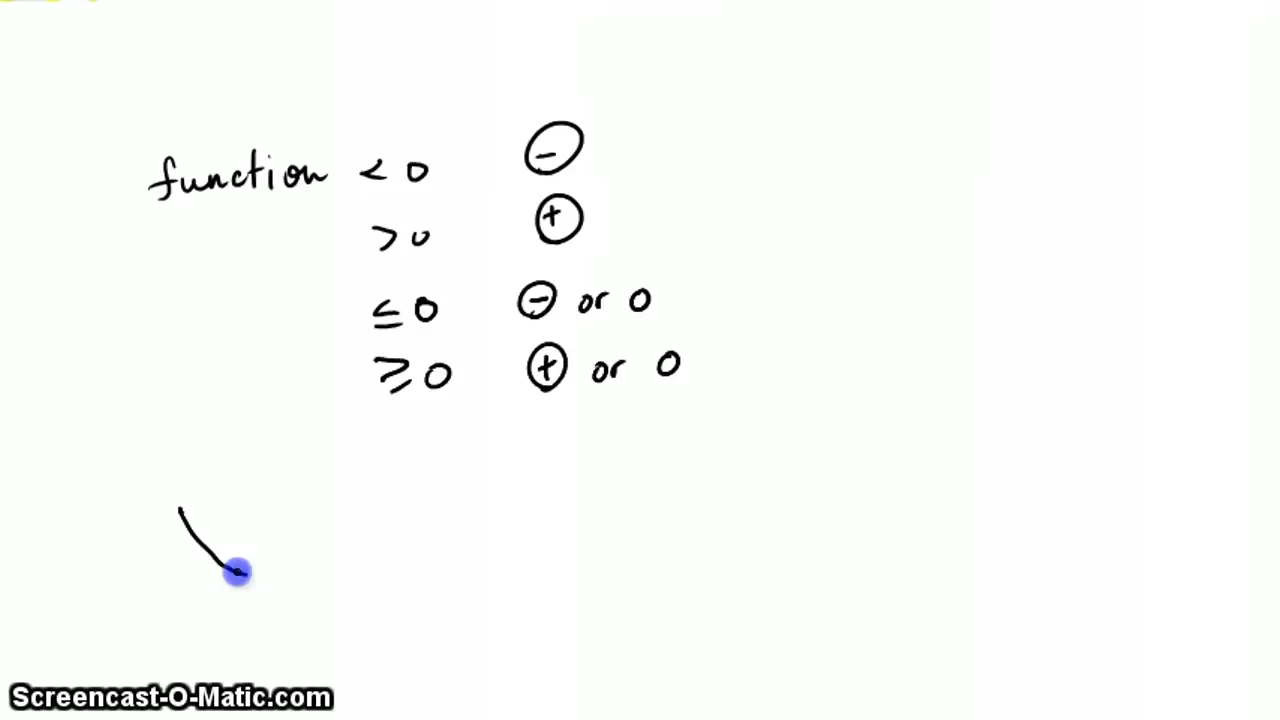 function < 0 ⊖
> 0 ⊕
≤ 0 ⊖ or 0
≥ 0 ⊕ or 0
Screencast-O-Matic.com